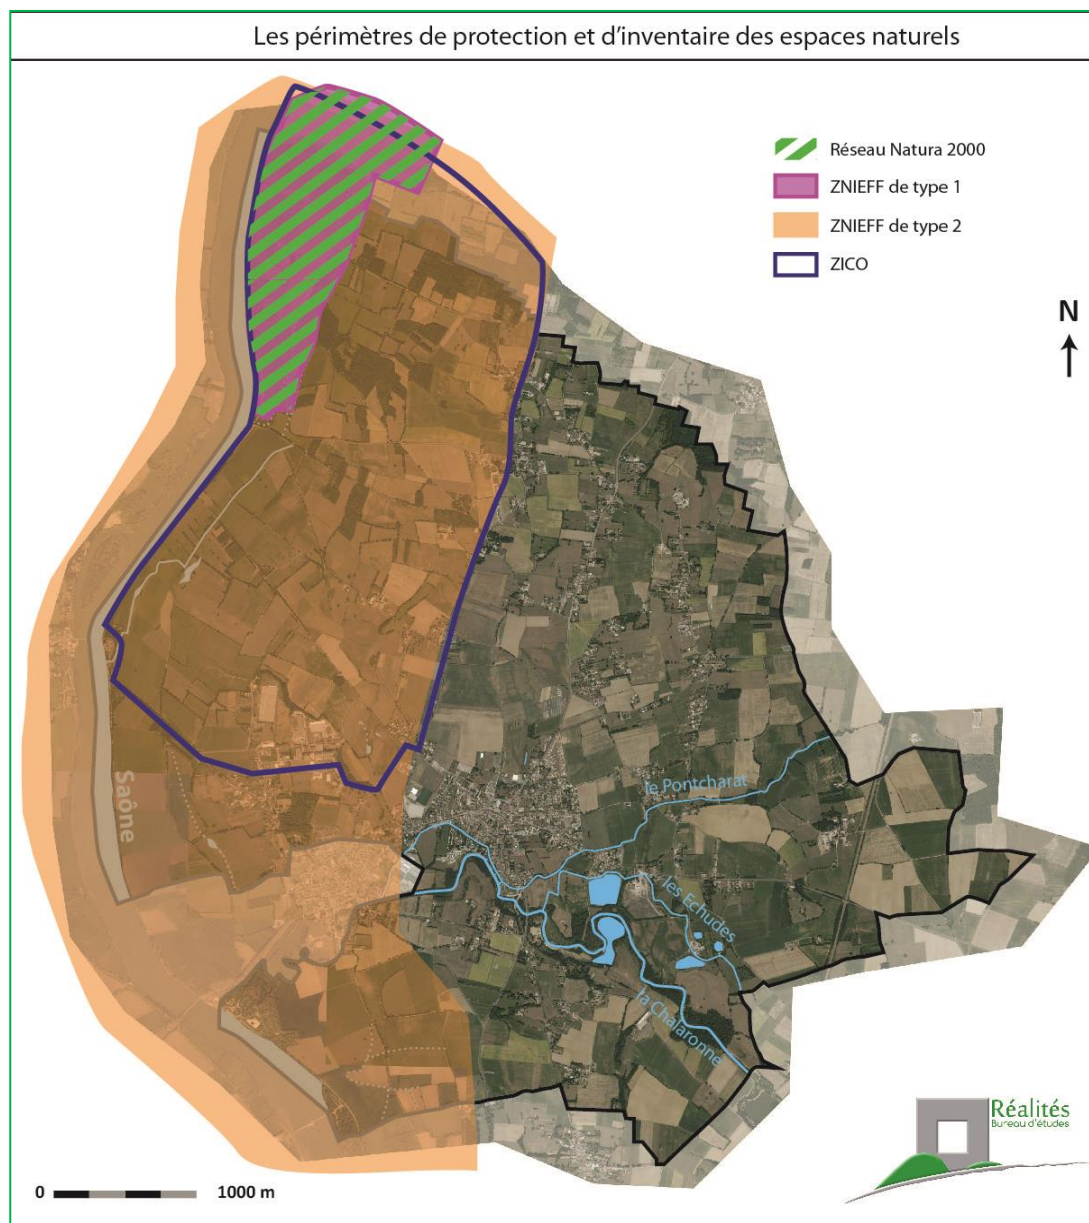 Les périmètres de protection et d'inventaire des espaces naturels
Réseau Natura 2000
ZNIEFF de type 1
ZNIEFF de type 2
ZICO
N
Saône
le Pontcharat
les Echudes
la Chalaronne
Réalités
Bureau d'études
0 1000 m